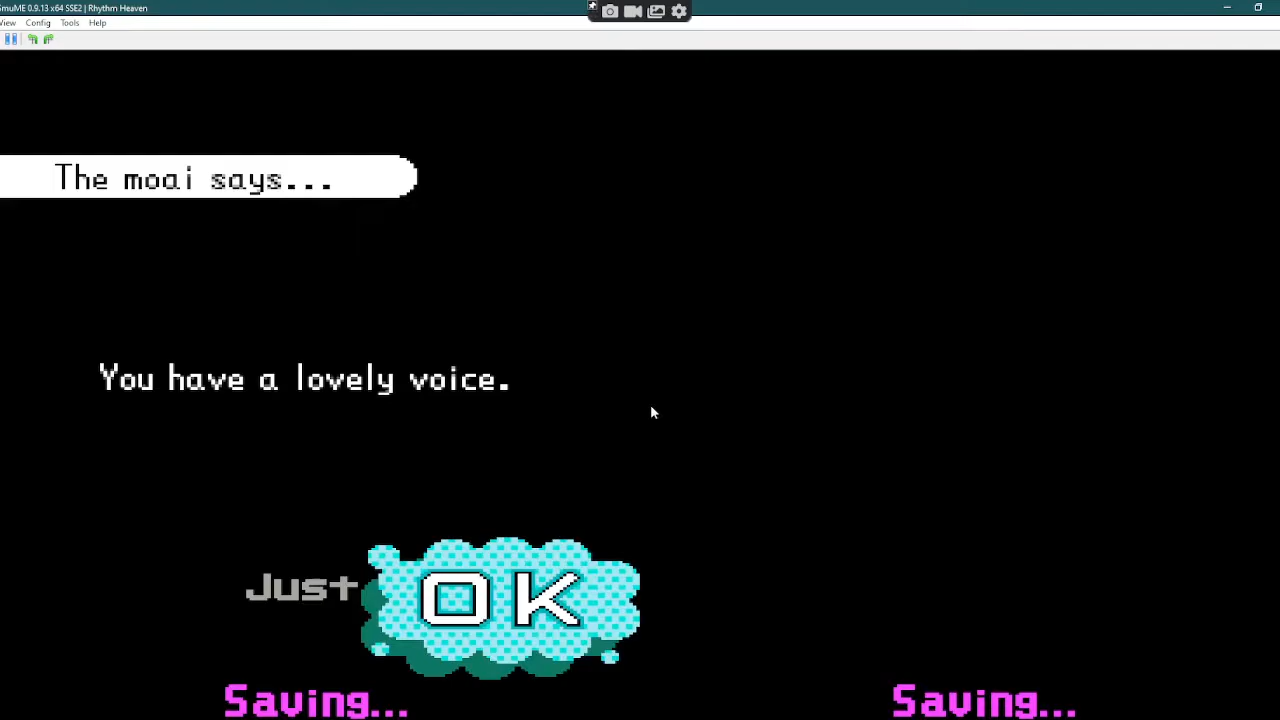 SmuME 0.9.13 x64 SSE2 | Rhythm Heaven
View Config Tools Help
The moai says...
You have a lovely voice.
Just OK
Saving... Saving...